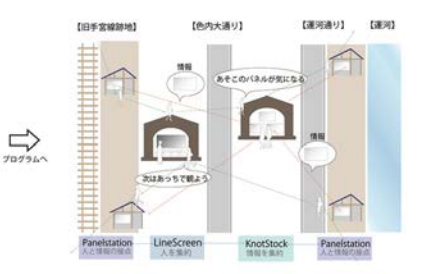 【旧手宮線跡地】
【色内大通り】
【運河通り】
【運河】
情報
あそこのパネルが気になる
プログラムへ
情報
次はあっちで観よう
Panelstation
人と情報の接点
LineScreen
人を集約
KnotStock
情報を集約
Panelstation
人と情報の接点